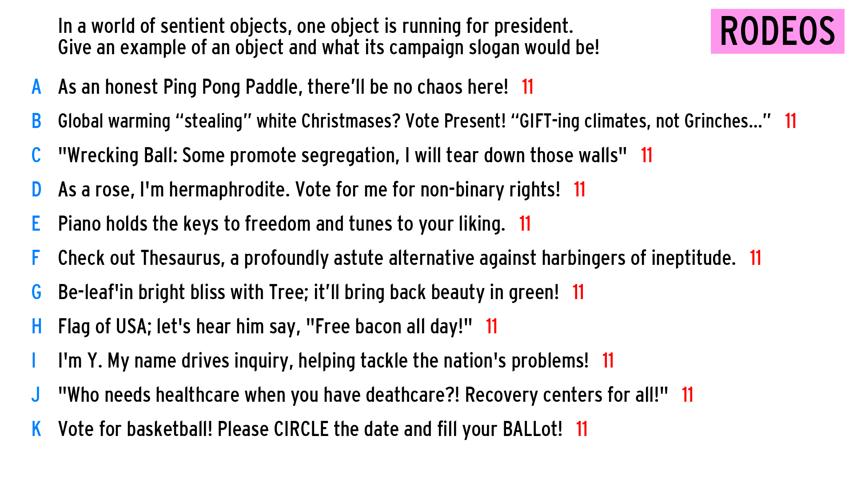 In a world of sentient objects, one object is running for president.
Give an example of an object and what its campaign slogan would be!
RODEOS
A As an honest Ping Pong Paddle, there'll be no chaos here! 11
B Global warming “stealing” white Christmases? Vote Present! “GIFT-ing climates, not Grinches...” 11
C "Wrecking Ball: Some promote segregation, I will tear down those walls" 11
D As a rose, I'm hermaphrodite. Vote for me for non-binary rights! 11
E Piano holds the keys to freedom and tunes to your liking. 11
F Check out Thesaurus, a profoundly astute alternative against harbingers of ineptitude. 11
G Be-leaf'in bright bliss with Tree; it’ll bring back beauty in green! 11
H Flag of USA; let's hear him say, "Free bacon all day!" 11
I I'm Y. My name drives inquiry, helping tackle the nation's problems! 11
J "Who needs healthcare when you have deathcare?! Recovery centers for all!" 11
K Vote for basketball! Please CIRCLE the date and fill your BALLot! 11